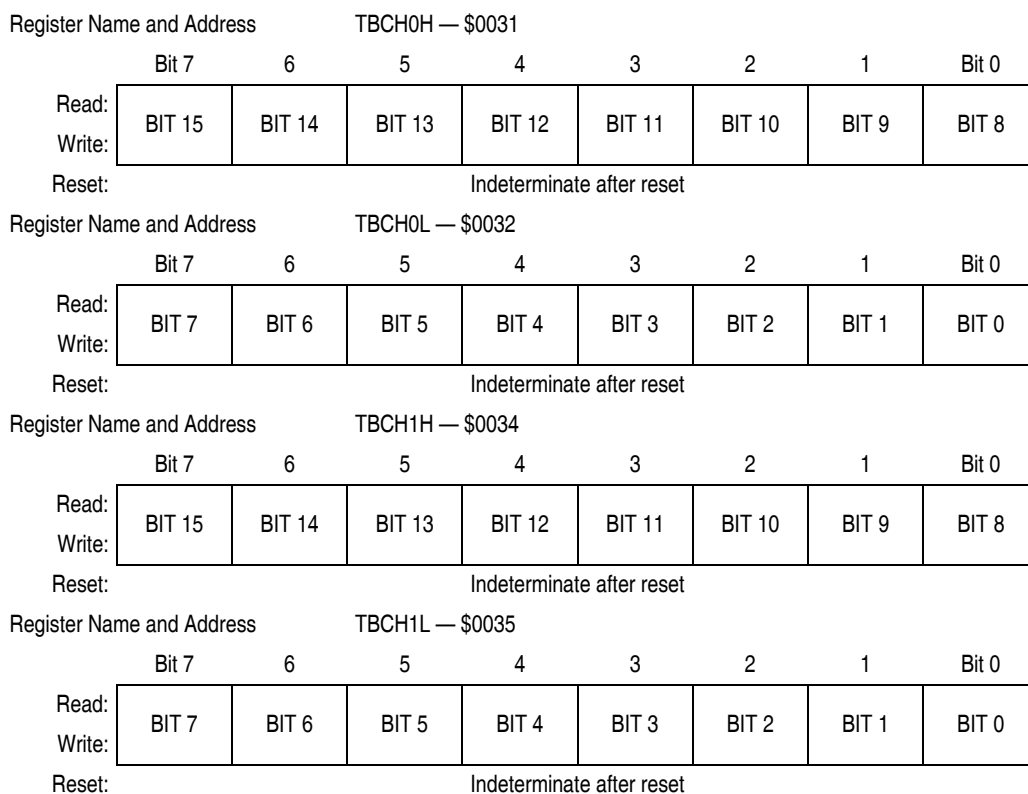 Register Name and Address TBCH0H — $0031
Bit 7 6 5 4 3 2 1 Bit 0
Read:
BIT 15 BIT 14 BIT 13 BIT 12 BIT 11 BIT 10 BIT 9 BIT 8
Write:
Reset: Indeterminate after reset
Register Name and Address TBCH0L — $0032
Bit 7 6 5 4 3 2 1 Bit 0
Read:
BIT 7 BIT 6 BIT 5 BIT 4 BIT 3 BIT 2 BIT 1 BIT 0
Write:
Reset: Indeterminate after reset
Register Name and Address TBCH1H — $0034
Bit 7 6 5 4 3 2 1 Bit 0
Read:
BIT 15 BIT 14 BIT 13 BIT 12 BIT 11 BIT 10 BIT 9 BIT 8
Write:
Reset: Indeterminate after reset
Register Name and Address TBCH1L — $0035
Bit 7 6 5 4 3 2 1 Bit 0
Read:
BIT 7 BIT 6 BIT 5 BIT 4 BIT 3 BIT 2 BIT 1 BIT 0
Write:
Reset: Indeterminate after reset